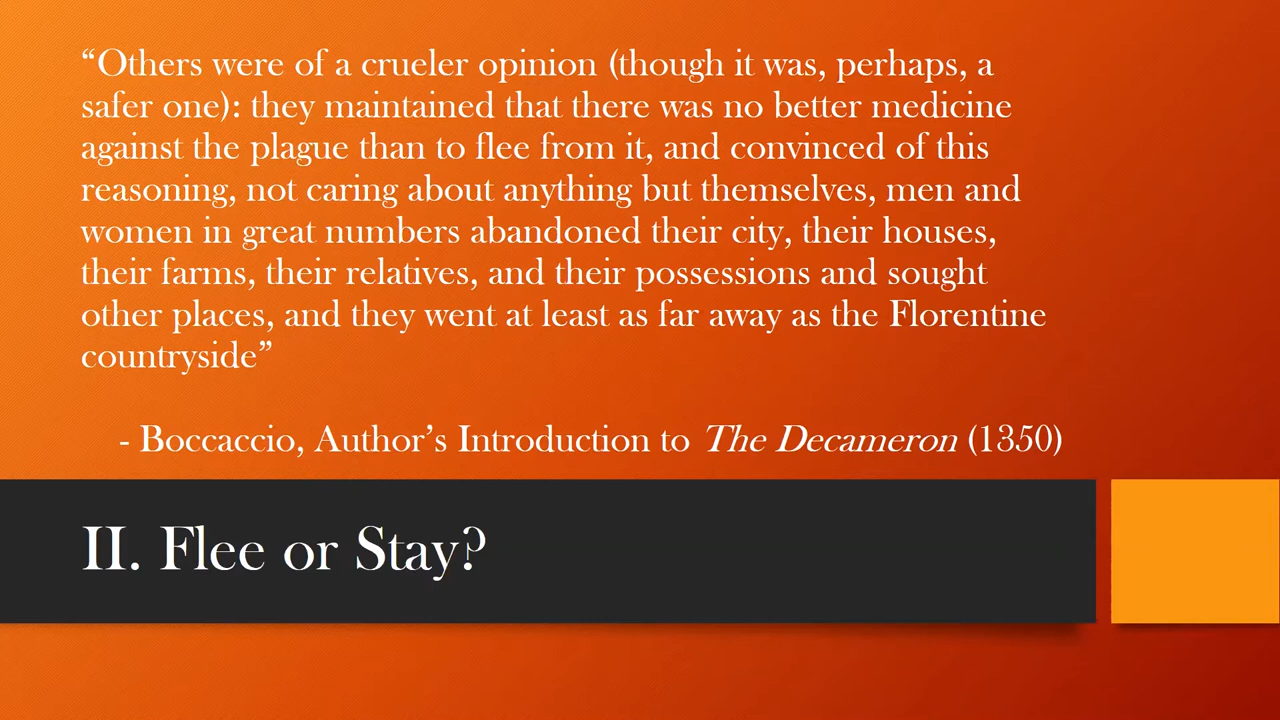 “Others were of a crueler opinion (though it was, perhaps, a
safer one): they maintained that there was no better medicine
against the plague than to flee from it, and convinced of this
reasoning, not caring about anything but themselves, men and
women in great numbers abandoned their city, their houses,
their farms, their relatives, and their possessions and sought
other places, and they went at least as far away as the Florentine
countryside”
- Boccaccio, Author’s Introduction to The Decameron (1350)
II. Flee or Stay?